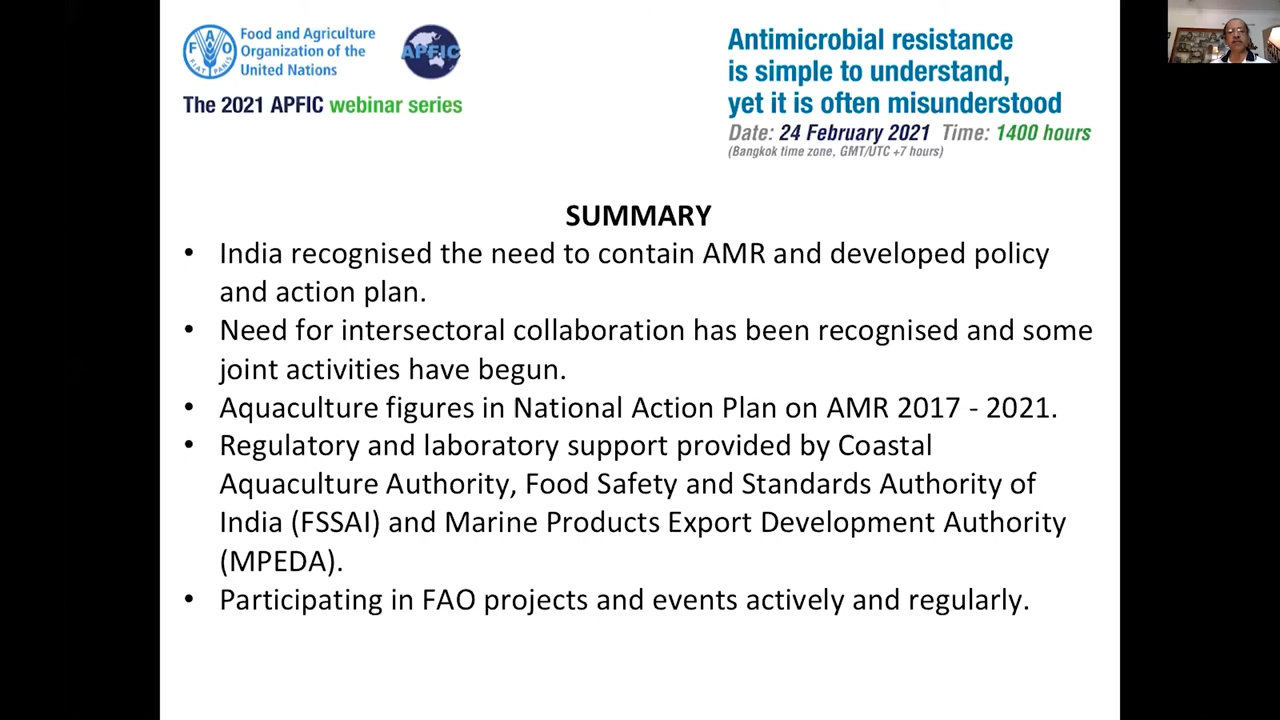 Food and Agriculture
Organization of the
United Nations
F A O
FIAT PANIS
APFIC
The 2021 APFIC webinar series
Antimicrobial resistance
is simple to understand,
yet it is often misunderstood
Date: 24 February 2021 Time: 1400 hours
(Bangkok time zone, GMT/UTC +7 hours)
SUMMARY
• India recognised the need to contain AMR and developed policy
and action plan.
• Need for intersectoral collaboration has been recognised and some
joint activities have begun.
• Aquaculture figures in National Action Plan on AMR 2017 - 2021.
• Regulatory and laboratory support provided by Coastal
Aquaculture Authority, Food Safety and Standards Authority of
India (FSSAI) and Marine Products Export Development Authority
(MPEDA).
• Participating in FAO projects and events actively and regularly.